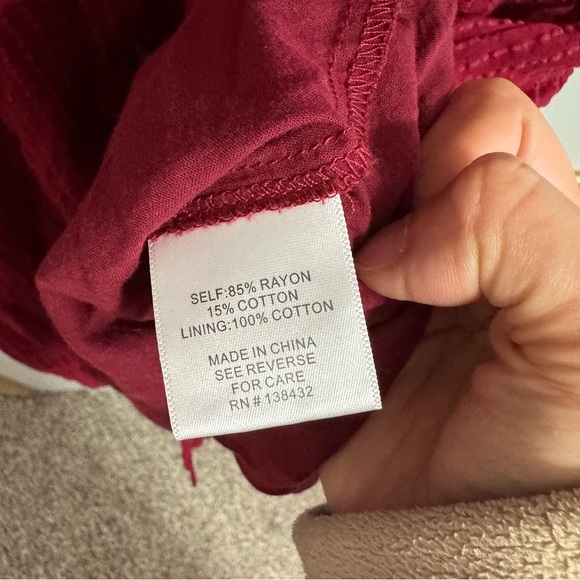 SELF:85% RAYON
15% COTTON
LINING:100% COTTON
MADE IN CHINA
SEE REVERSE
FOR CARE
RN # 138432